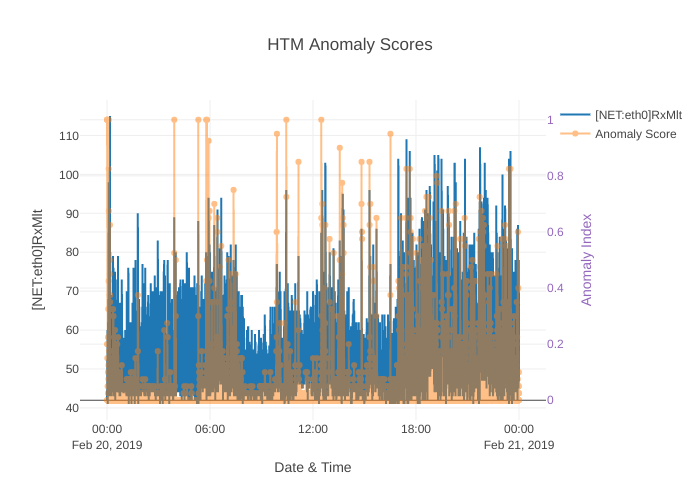 HTM Anomaly Scores
[NET:eth0]RxMlt
Anomaly Score
110
100
90
80
70
60
50
40
[NET:eth0]RxMlt
1
0.8
0.6
0.4
0.2
0
Anomaly Index
00:00
06:00
12:00
18:00
00:00
Feb 20, 2019
Feb 21, 2019
Date & Time